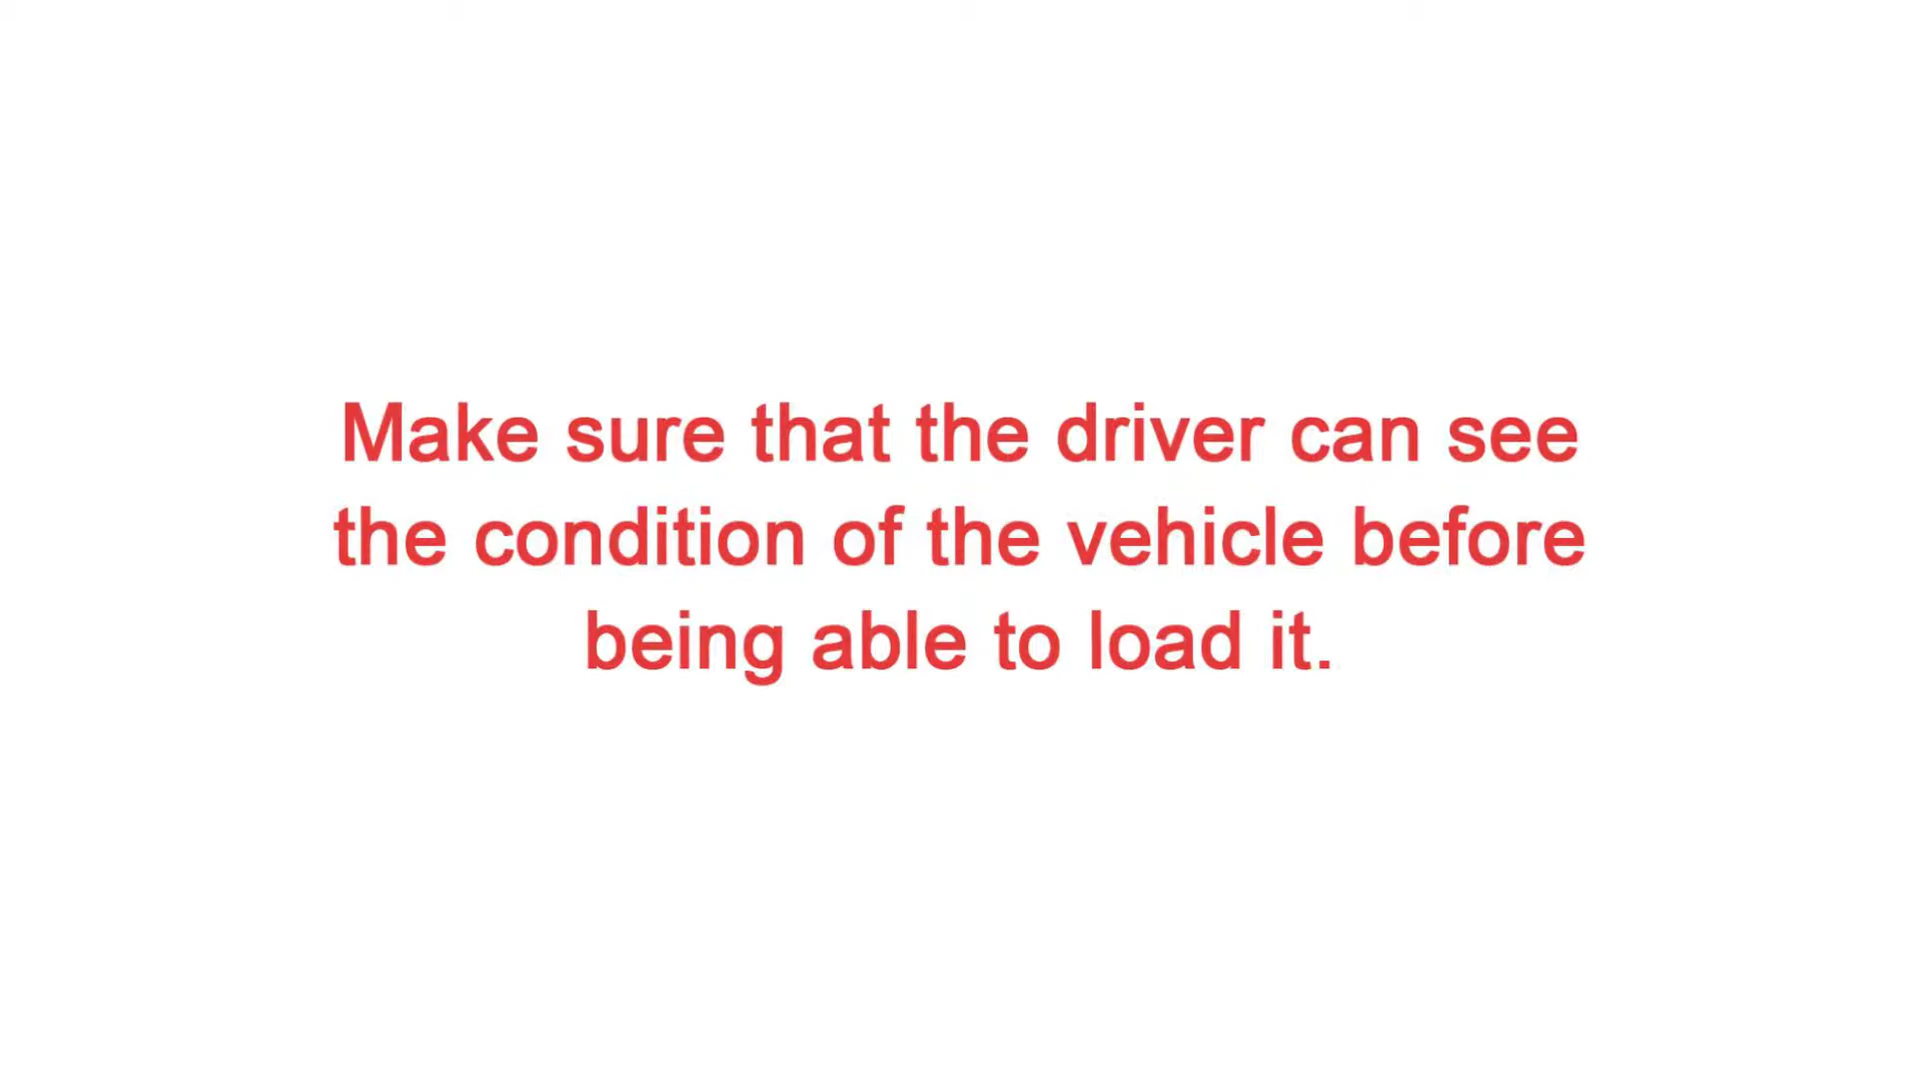 Make sure that the driver can see
the condition of the vehicle before
being able to load it.